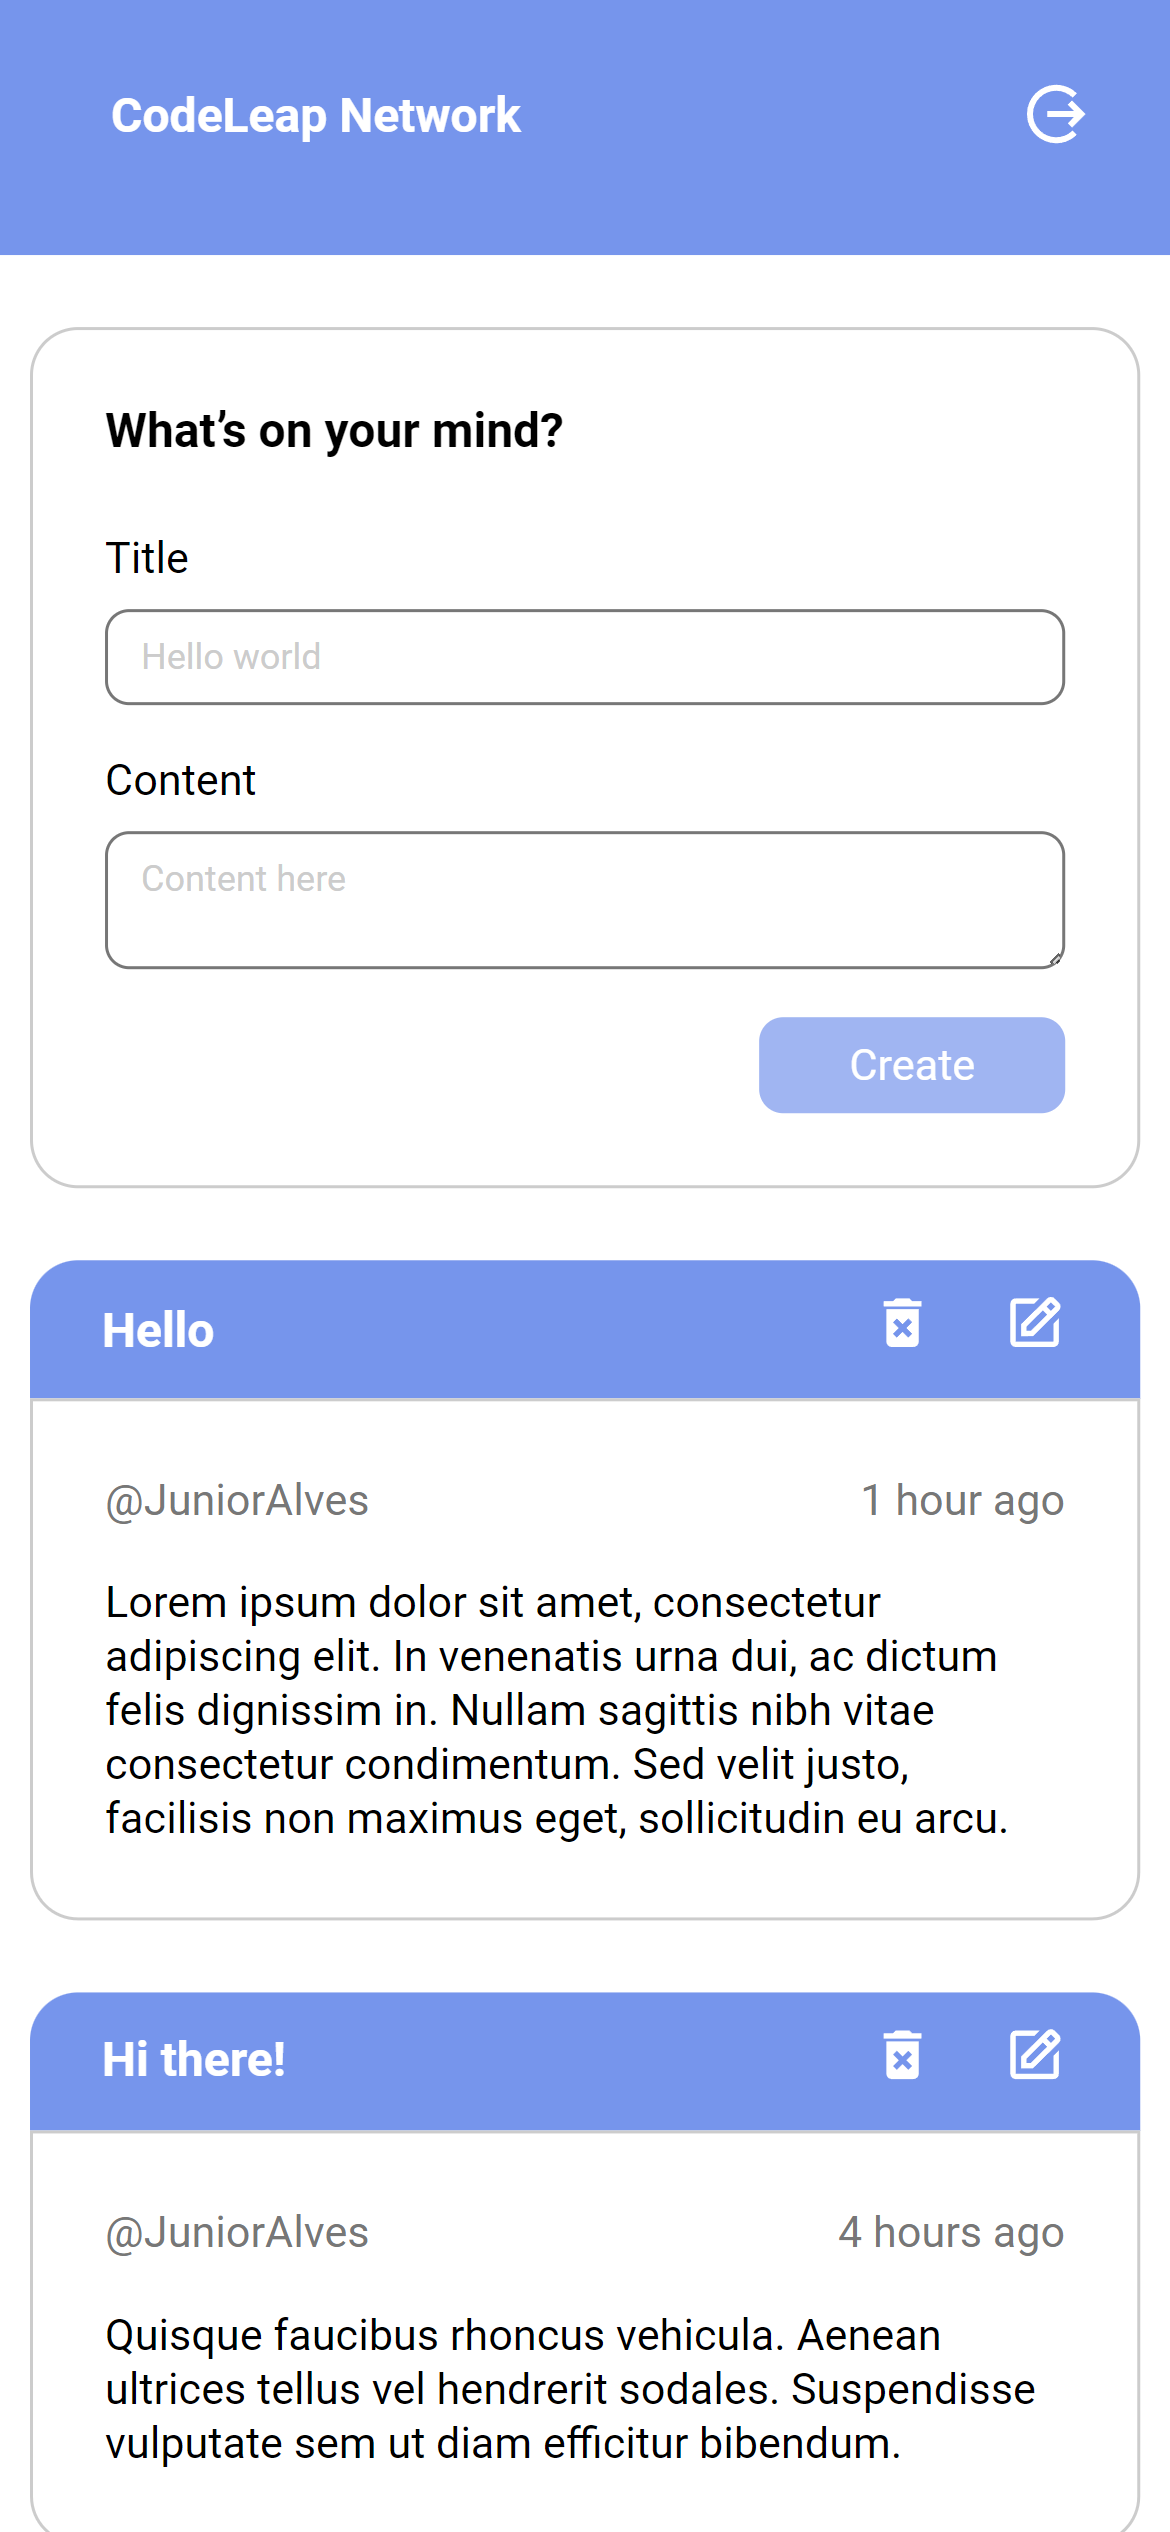 CodeLeap Network
What’s on your mind?
Title
Hello world
Content
Content here
Create
Hello
@JuniorAlves 1 hour ago
Lorem ipsum dolor sit amet, consectetur
adipiscing elit. In venenatis urna dui, ac dictum
felis dignissim in. Nullam sagittis nibh vitae
consectetur condimentum. Sed velit justo,
facilisis non maximus eget, sollicitudin eu arcu.
Hi there!
@JuniorAlves 4 hours ago
Quisque faucibus rhoncus vehicula. Aenean
ultrices tellus vel hendrerit sodales. Suspendisse
vulputate sem ut diam efficitur bibendum.